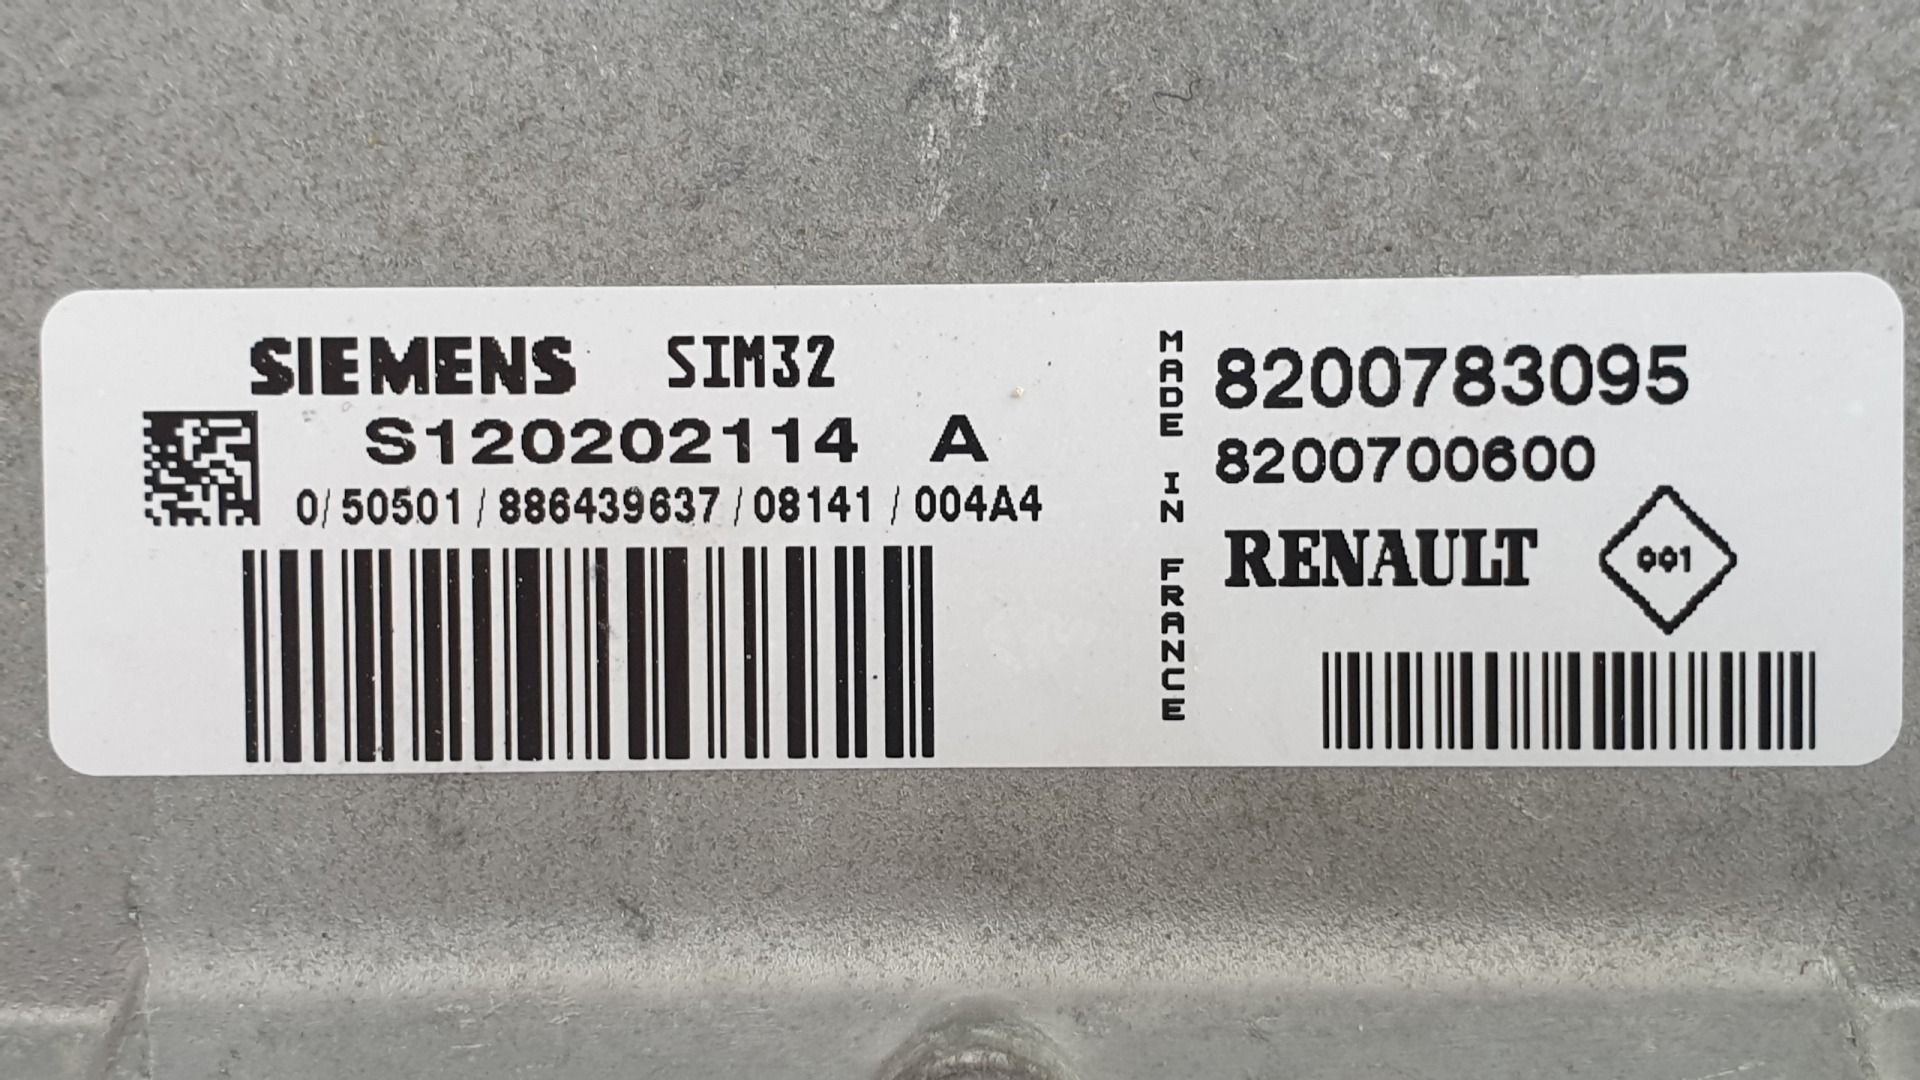 SIEMENS SIM32
S120202114 A
0/50501/886439637/08141/004A4
MADE IN FRANCE
8200783095
8200700600
RENAULT 001